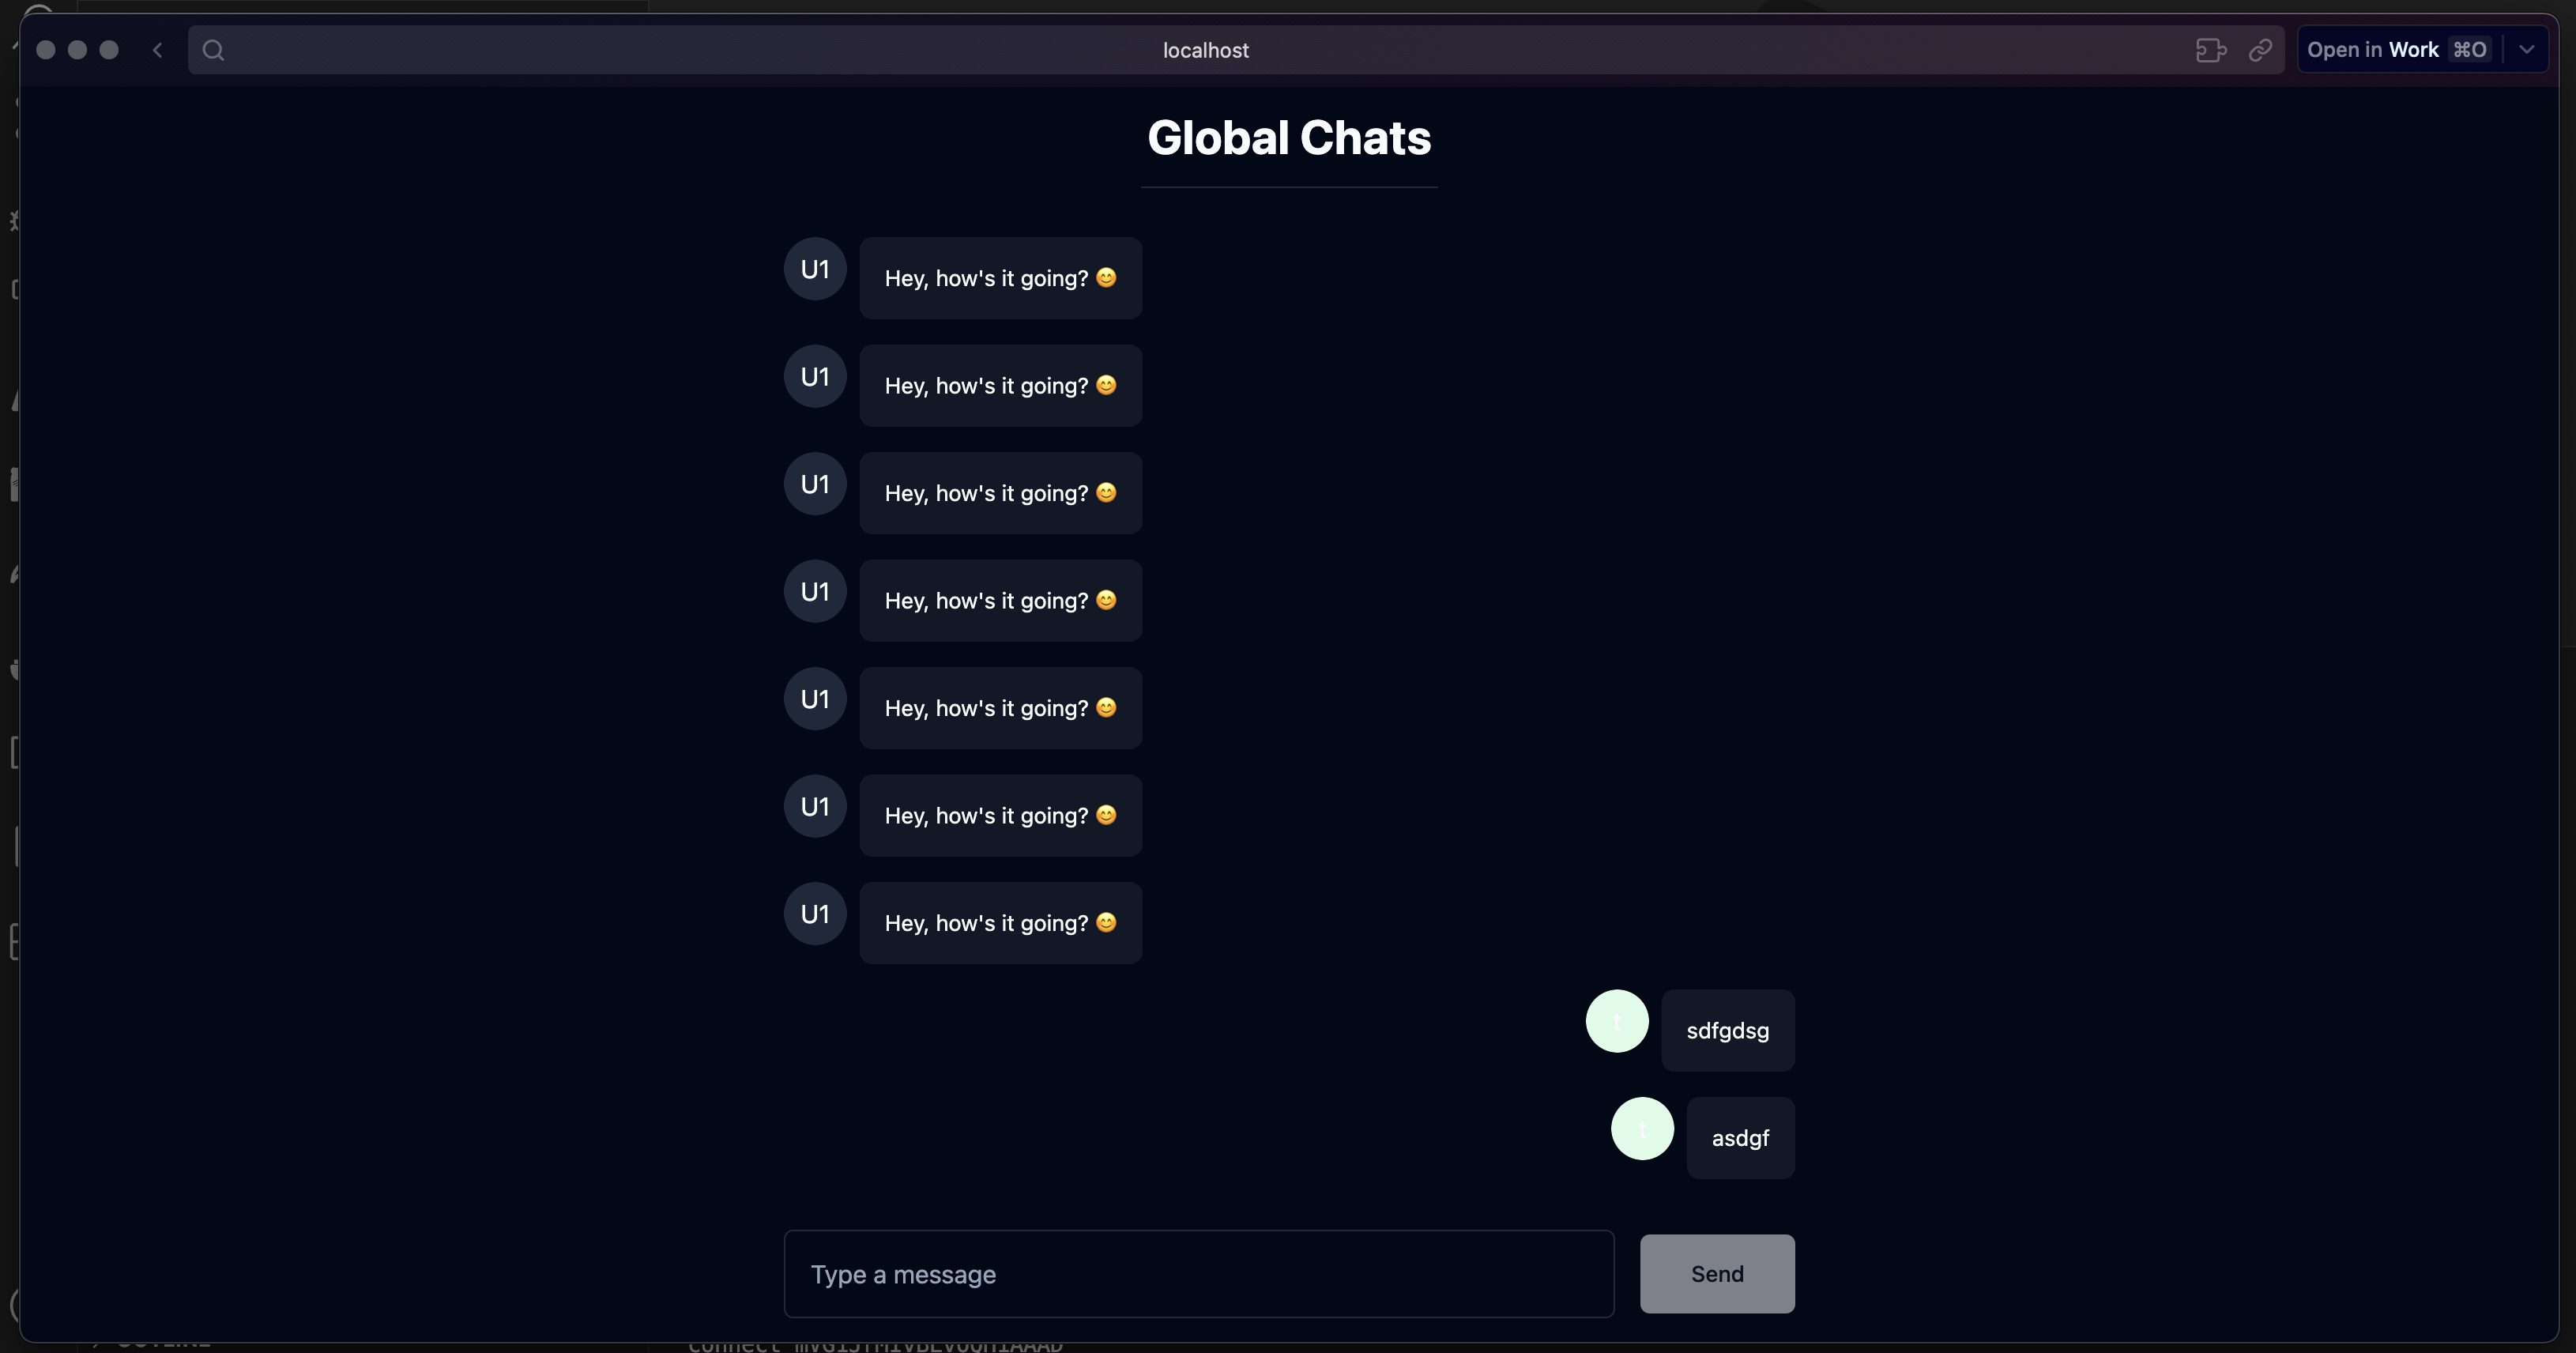 localhost
Open in Work ⌘O
Global Chats
U1
Hey, how's it going? 😊
U1
Hey, how's it going? 😊
U1
Hey, how's it going? 😊
U1
Hey, how's it going? 😊
U1
Hey, how's it going? 😊
U1
Hey, how's it going? 😊
U1
Hey, how's it going? 😊
t
sdfgdsg
t
asdgf
Type a message
Send